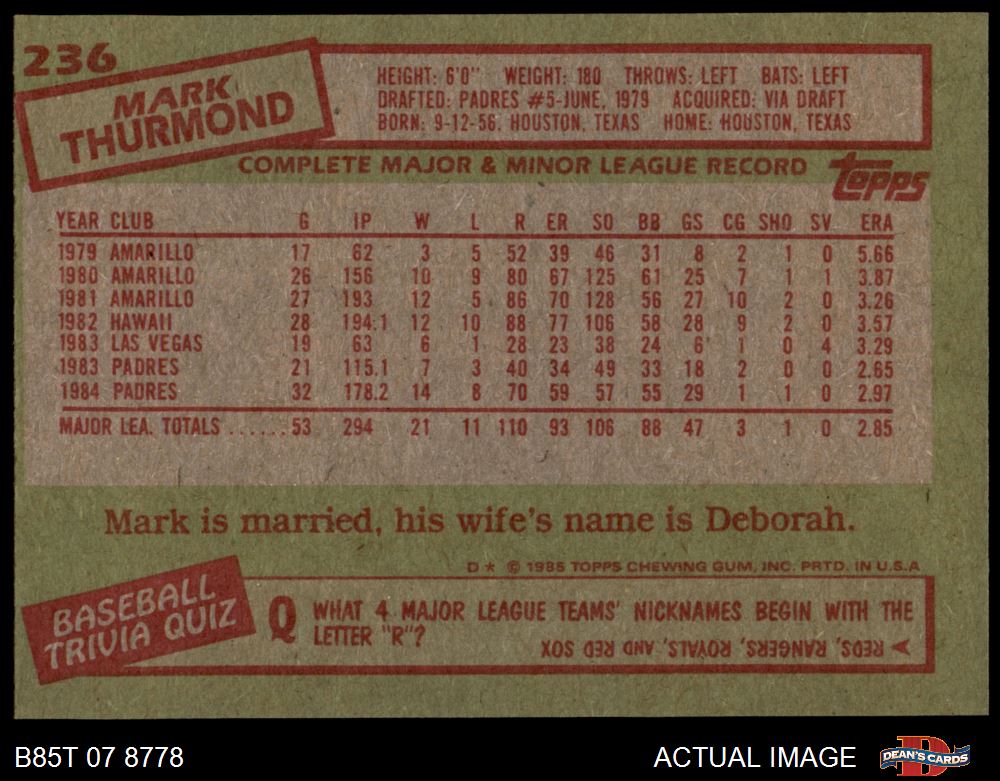 236
MARK
THURMOND
HEIGHT: 6'0" WEIGHT: 180 THROWS: LEFT BATS: LEFT
DRAFTED: PADRES #5-JUNE, 1979 ACQUIRED: VIA DRAFT
BORN: 9-12-56, HOUSTON, TEXAS HOME: HOUSTON, TEXAS
COMPLETE MAJOR & MINOR LEAGUE RECORD
Topps
YEAR CLUB G IP W L R ER SO BB GS CG SHO SV ERA
1979 AMARILLO 17 62 3 5 52 39 46 31 8 2 1 0 5.66
1980 AMARILLO 26 156 10 9 80 67 125 61 25 7 1 1 3.87
1981 AMARILLO 27 193 12 5 86 70 128 56 27 10 2 0 3.26
1982 HAWAII 28 194.1 12 10 88 77 106 58 28 9 2 0 3.57
1983 LAS VEGAS 19 63 6 1 28 23 38 24 6 1 0 4 3.29
1983 PADRES 21 115.1 7 3 40 34 49 33 18 2 0 0 2.65
1984 PADRES 32 178.2 14 8 70 59 57 55 29 1 1 0 2.97
MAJOR LEA. TOTALS ......53 294 21 11 110 93 106 88 47 3 1 0 2.85
Mark is married, his wife's name is Deborah.
D * © 1985 TOPPS CHEWING GUM, INC. PRTD. IN U.S.A
BASEBALL
TRIVIA QUIZ
Q WHAT 4 MAJOR LEAGUE TEAMS' NICKNAMES BEGIN WITH THE
LETTER "R"?
REDS, RANGERS, ROYALS, AND RED SOX
B85T 07 8778
ACTUAL IMAGE
D
DEAN'S CARDS